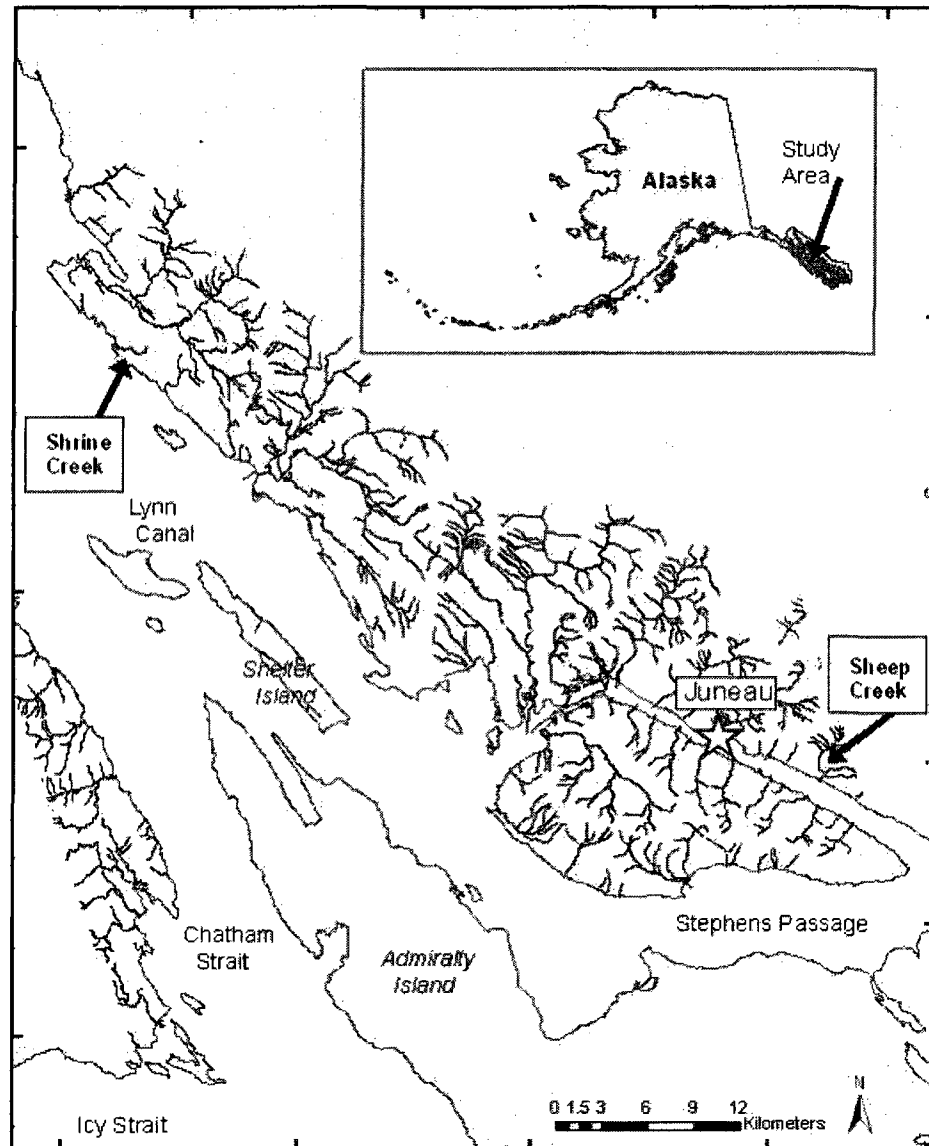 Study
Area
Alaska
Shrine
Creek
Lynn
Canal
Shelter
Island
Juneau
Sheep
Creek
Stephens Passage
Chatham
Strait
Admiralty
Island
Icy Strait
N
0 1.5 3 6 9 12
Kilometers